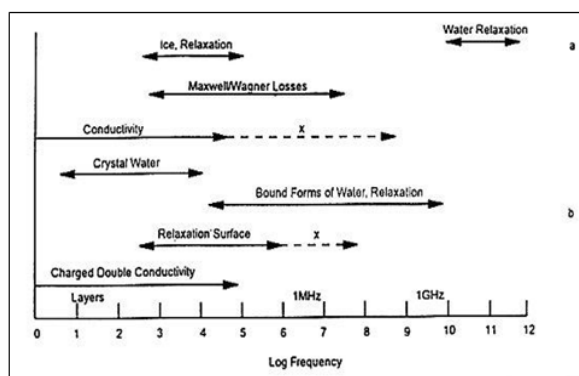 Ice, Relaxation
Water Relaxation
a
Maxwell/Wagner Losses
Conductivity
x
Crystal Water
Bound Forms of Water, Relaxation
b
Relaxation Surface
x
Charged Double Conductivity
Layers
1MHz
1GHz
0 1 2 3 4 5 6 7 8 9 10 11 12
Log Frequency